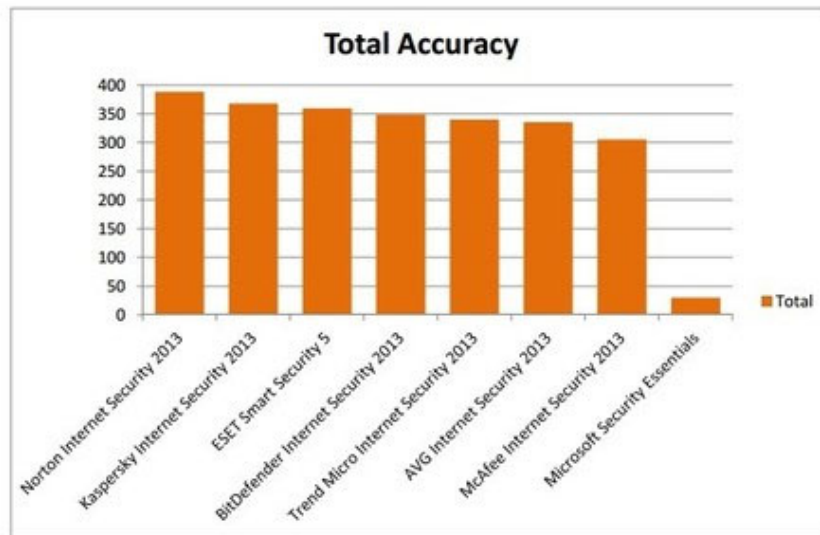 Total Accuracy
400
350
300
250
200
150
100
50
0
Total
Norton Internet Security 2013
Kaspersky Internet Security 2013
ESET Smart Security 5
BitDefender Internet Security 2013
Trend Micro Internet Security 2013
AVG Internet Security 2013
McAfee Internet Security 2013
Microsoft Security Essentials